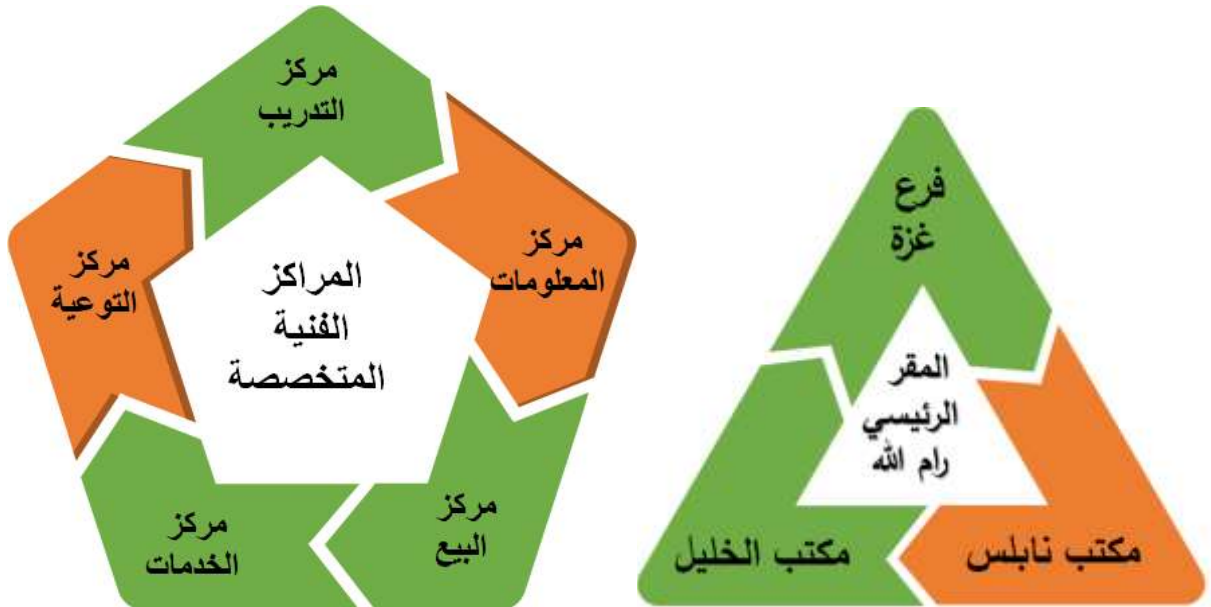 مركز
التدريب
مركز
المعلومات
مركز
البيع
مركز
الخدمات
مركز
التوعية
المراكز
الفنية
المتخصصة
فرع
غزة
مكتب نابلس
مكتب الخليل
المقر
الرئيسي
رام الله